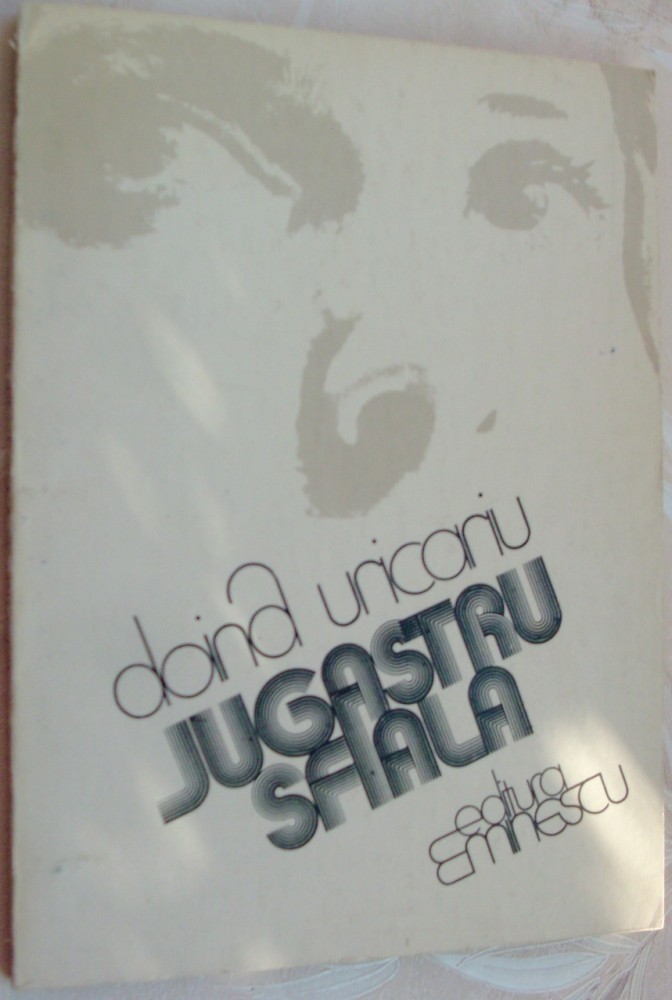 doina uricariu
JUGASTRU
SFIALA
editura
Eminescu